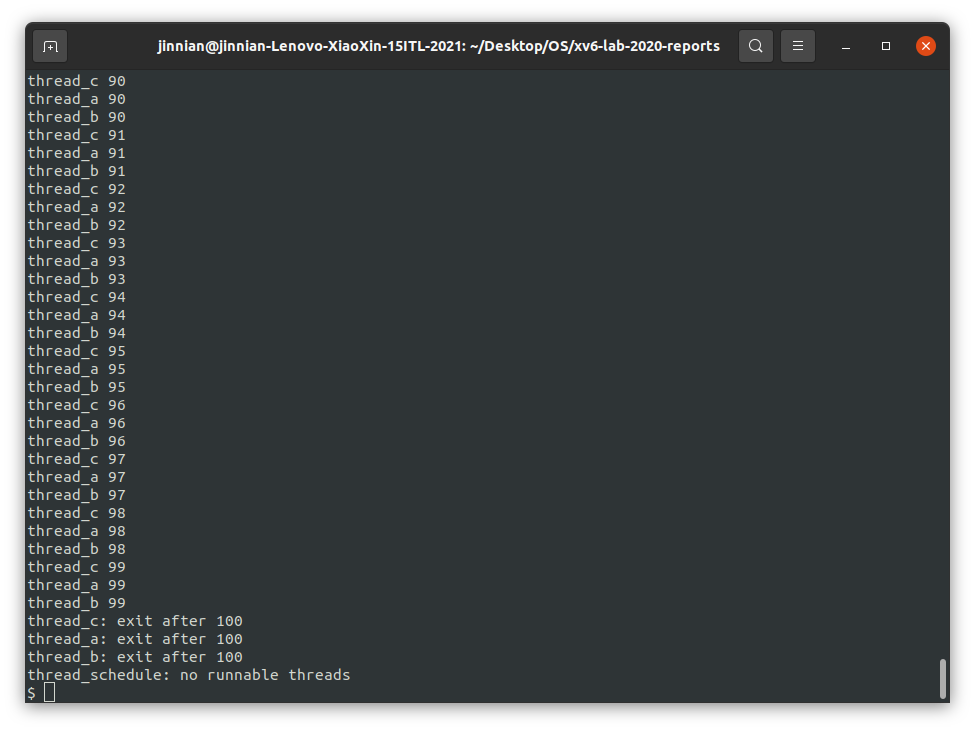 jinnian@jinnian-Lenovo-XiaoXin-15ITL-2021: ~/Desktop/OS/xv6-lab-2020-reports
thread_c 90
thread_a 90
thread_b 90
thread_c 91
thread_a 91
thread_b 91
thread_c 92
thread_a 92
thread_b 92
thread_c 93
thread_a 93
thread_b 93
thread_c 94
thread_a 94
thread_b 94
thread_c 95
thread_a 95
thread_b 95
thread_c 96
thread_a 96
thread_b 96
thread_c 97
thread_a 97
thread_b 97
thread_c 98
thread_a 98
thread_b 98
thread_c 99
thread_a 99
thread_b 99
thread_c: exit after 100
thread_a: exit after 100
thread_b: exit after 100
thread_schedule: no runnable threads
$